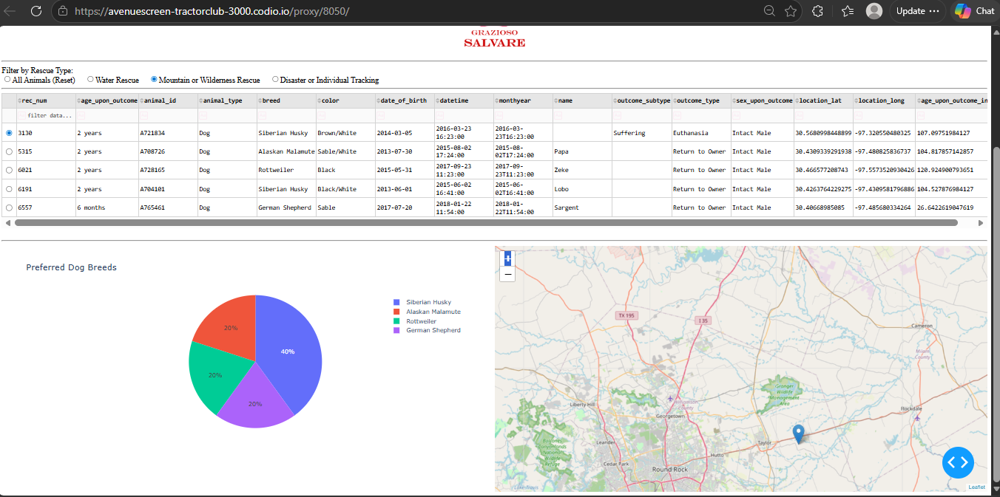 https://avenuescreen-tractorclub-3000.codio.io/proxy/8050/
Update
Chat
GRAZIOSO
SALVARE
Filter by Rescue Type:
All Animals (Reset) Water Rescue Mountain or Wilderness Rescue Disaster or Individual Tracking
rec_num age_upon_outcome animal_id animal_type breed color date_of_birth datetime monthyear name outcome_subtype outcome_type sex_upon_outcome location_lat location_long age_upon_outcome_in
filter data...
3130 2 years A721834 Dog Siberian Husky Brown/White 2014-03-05 2016-03-23 16:23:00 2016-03-23T16:23:00 Suffering Euthanasia Intact Male 30.5680998448899 -97.320550480325 107.09751984127
5315 2 years A708726 Dog Alaskan Malamute Sable/White 2013-07-30 2015-08-02 17:24:00 2015-08-02T17:24:00 Papa Return to Owner Intact Male 30.4309339291938 -97.480825836737 104.817857142857
6021 2 years A728165 Dog Rottweiler Black 2015-05-31 2017-09-23 11:23:00 2017-09-23T11:23:00 Zeke Return to Owner Intact Male 30.466577208743 -97.5573520930426 120.924900793651
6191 2 years A704101 Dog Siberian Husky Black/White 2013-06-01 2015-06-02 16:41:00 2015-06-02T16:41:00 Lobo Return to Owner Intact Male 30.4263764229275 -97.4309581796886 104.527876984127
6557 6 months A765461 Dog German Shepherd Sable 2017-07-20 2018-01-22 11:54:00 2018-01-22T11:54:00 Sargent Return to Owner Intact Male 30.40668985085 -97.485680334264 26.6422619047619
Preferred Dog Breeds
Siberian Husky
Alaskan Malamute
Rottweiler
German Shepherd
20%
40%
20%
20%
+
−
TX 195
I 35
Cameron
Milam
County
Granger
Wildlife
Management
Area
Liberty Hill
Williamson
County
Georgetown
Rockdale
Balcones
Canyonlands
National
Wildlife
Refuge
Leander
Taylor
Hutto
Cedar Park
Round Rock
Lake Travis
Leaflet